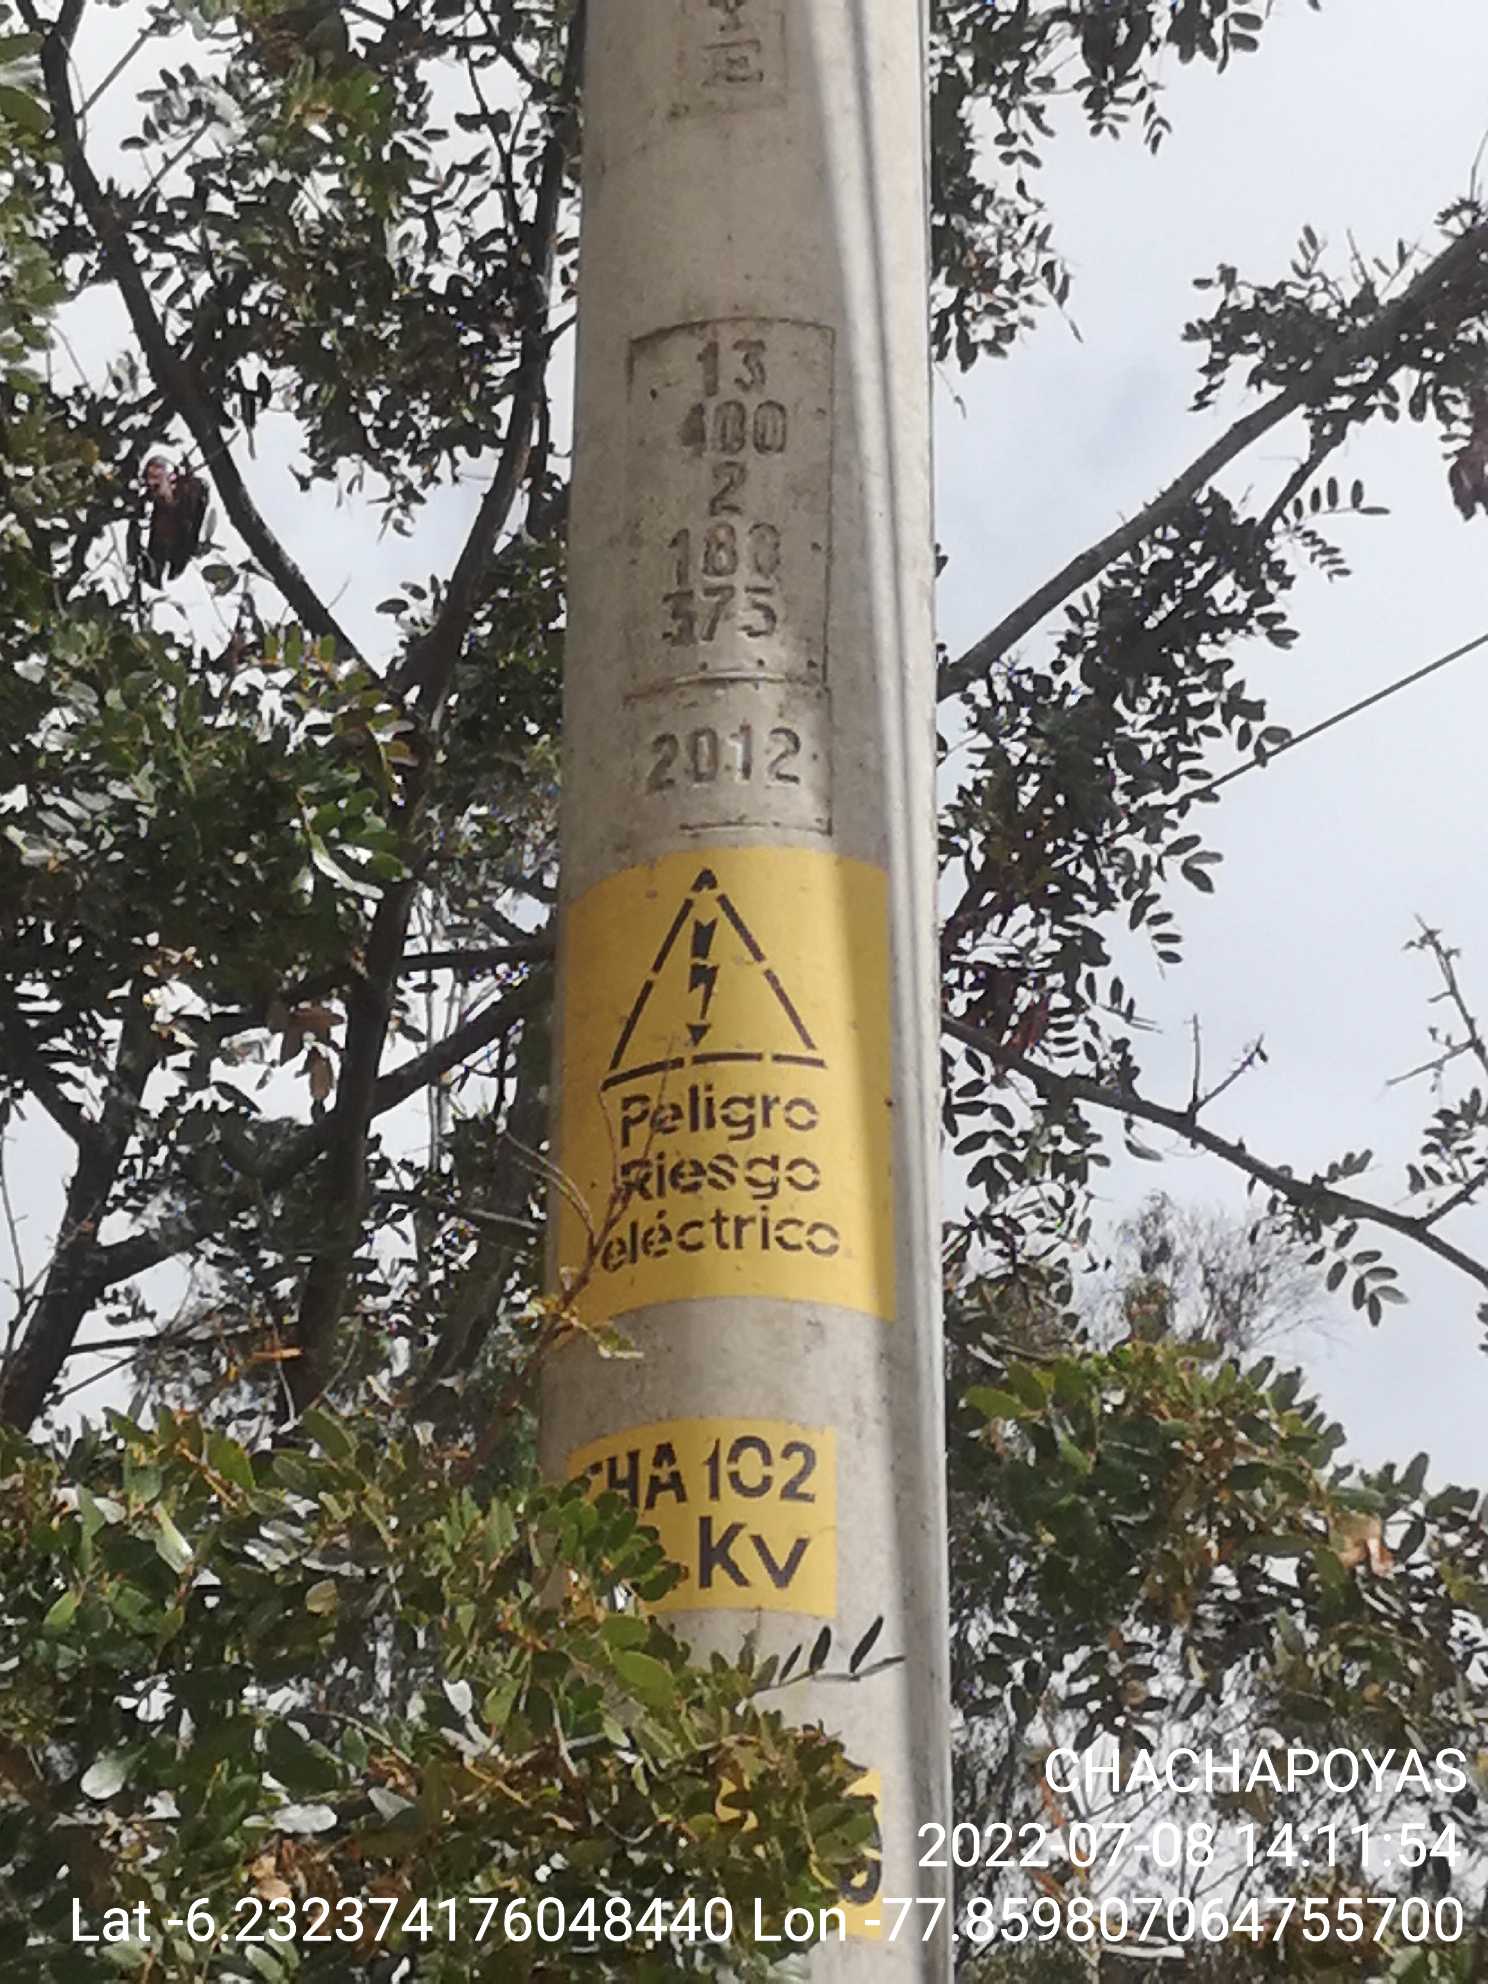 E
13
400
2
180
375
2012
Peligro
Riesgo
eléctrico
CHA 102
Kv
CHACHAPOYAS
2022-07-08 14:11:54
Lat -6.232374176048440 Lon -77.859807064755700